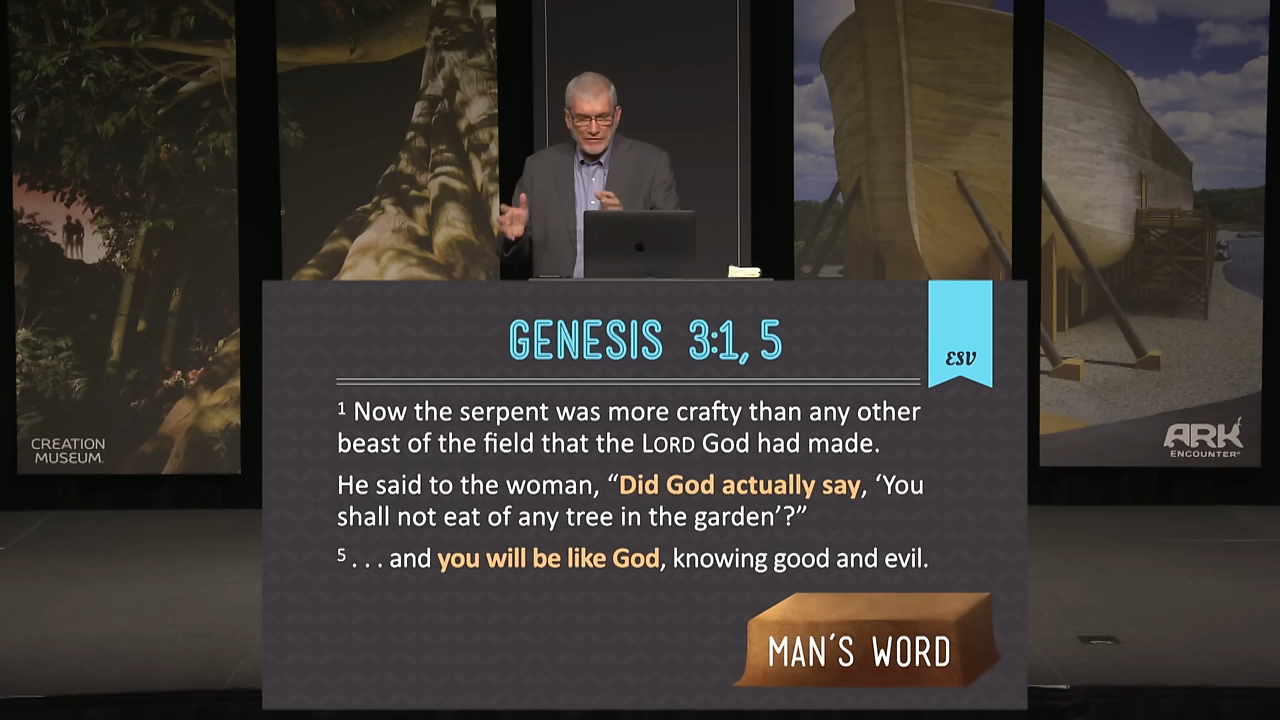 GENESIS 3:1, 5
ESV
1 Now the serpent was more crafty than any other
beast of the field that the LORD God had made.
He said to the woman, “Did God actually say, ‘You
shall not eat of any tree in the garden’?”
5 . . . and you will be like God, knowing good and evil.
MAN'S WORD
CREATION
MUSEUM.
ARK
ENCOUNTER®